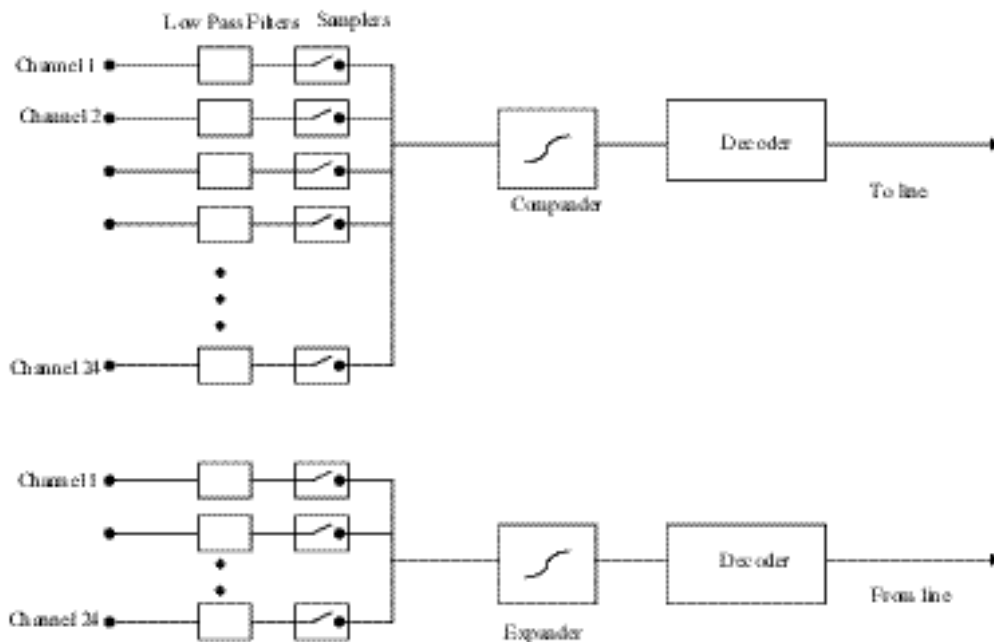 Low Pass Filters Samplers
Channel 1
Channel 2
Decoder
To line
Compander
Channel 24
Channel 1
Decoder
From line
Channel 24
Expander